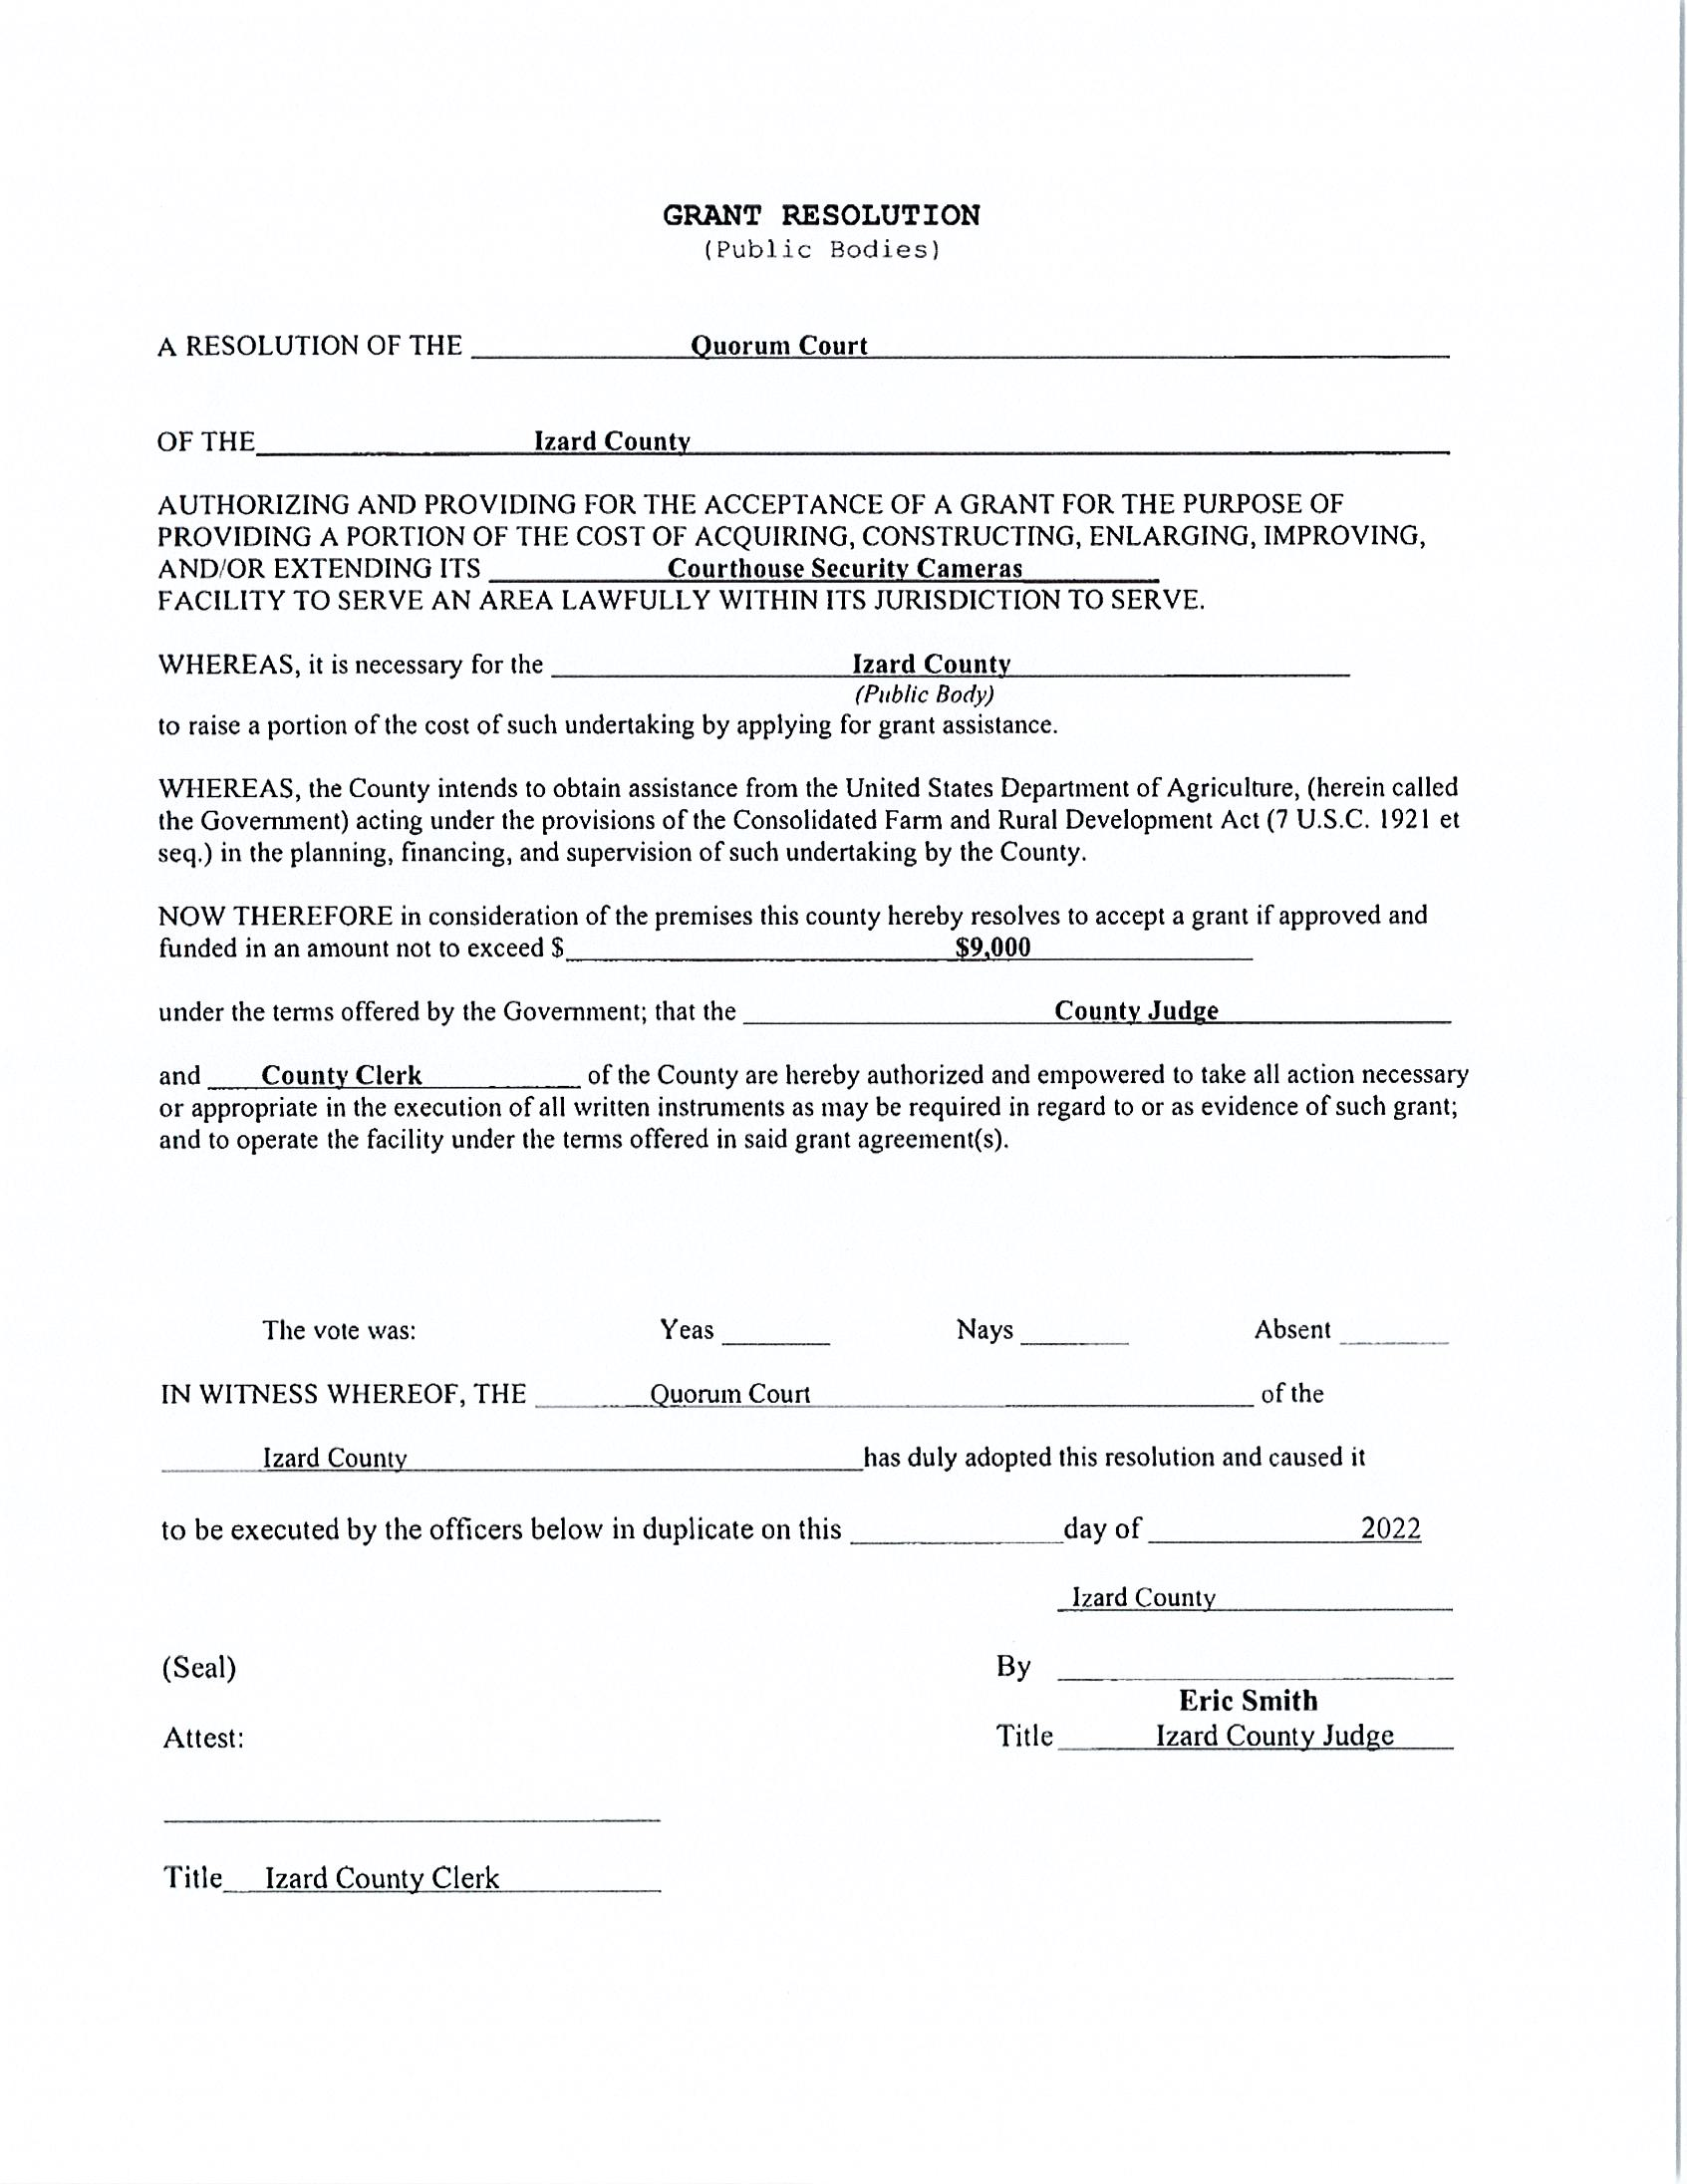 GRANT RESOLUTION
(Public Bodies)
A RESOLUTION OF THE Quorum Court
OF THE Izard County
AUTHORIZING AND PROVIDING FOR THE ACCEPTANCE OF A GRANT FOR THE PURPOSE OF
PROVIDING A PORTION OF THE COST OF ACQUIRING, CONSTRUCTING, ENLARGING, IMPROVING,
AND/OR EXTENDING ITS Courthouse Security Cameras
FACILITY TO SERVE AN AREA LAWFULLY WITHIN ITS JURISDICTION TO SERVE.
WHEREAS, it is necessary for the Izard County
(Public Body)
to raise a portion of the cost of such undertaking by applying for grant assistance.
WHEREAS, the County intends to obtain assistance from the United States Department of Agriculture, (herein called
the Government) acting under the provisions of the Consolidated Farm and Rural Development Act (7 U.S.C. 1921 et
seq.) in the planning, financing, and supervision of such undertaking by the County.
NOW THEREFORE in consideration of the premises this county hereby resolves to accept a grant if approved and
funded in an amount not to exceed $ $9,000
under the terms offered by the Government; that the County Judge
and County Clerk of the County are hereby authorized and empowered to take all action necessary
or appropriate in the execution of all written instruments as may be required in regard to or as evidence of such grant;
and to operate the facility under the terms offered in said grant agreement(s).
The vote was: Yeas Nays Absent
IN WITNESS WHEREOF, THE Quorum Court of the
Izard County has duly adopted this resolution and caused it
to be executed by the officers below in duplicate on this day of 2022
Izard County
(Seal) By
Eric Smith
Attest: Title Izard County Judge
Title Izard County Clerk